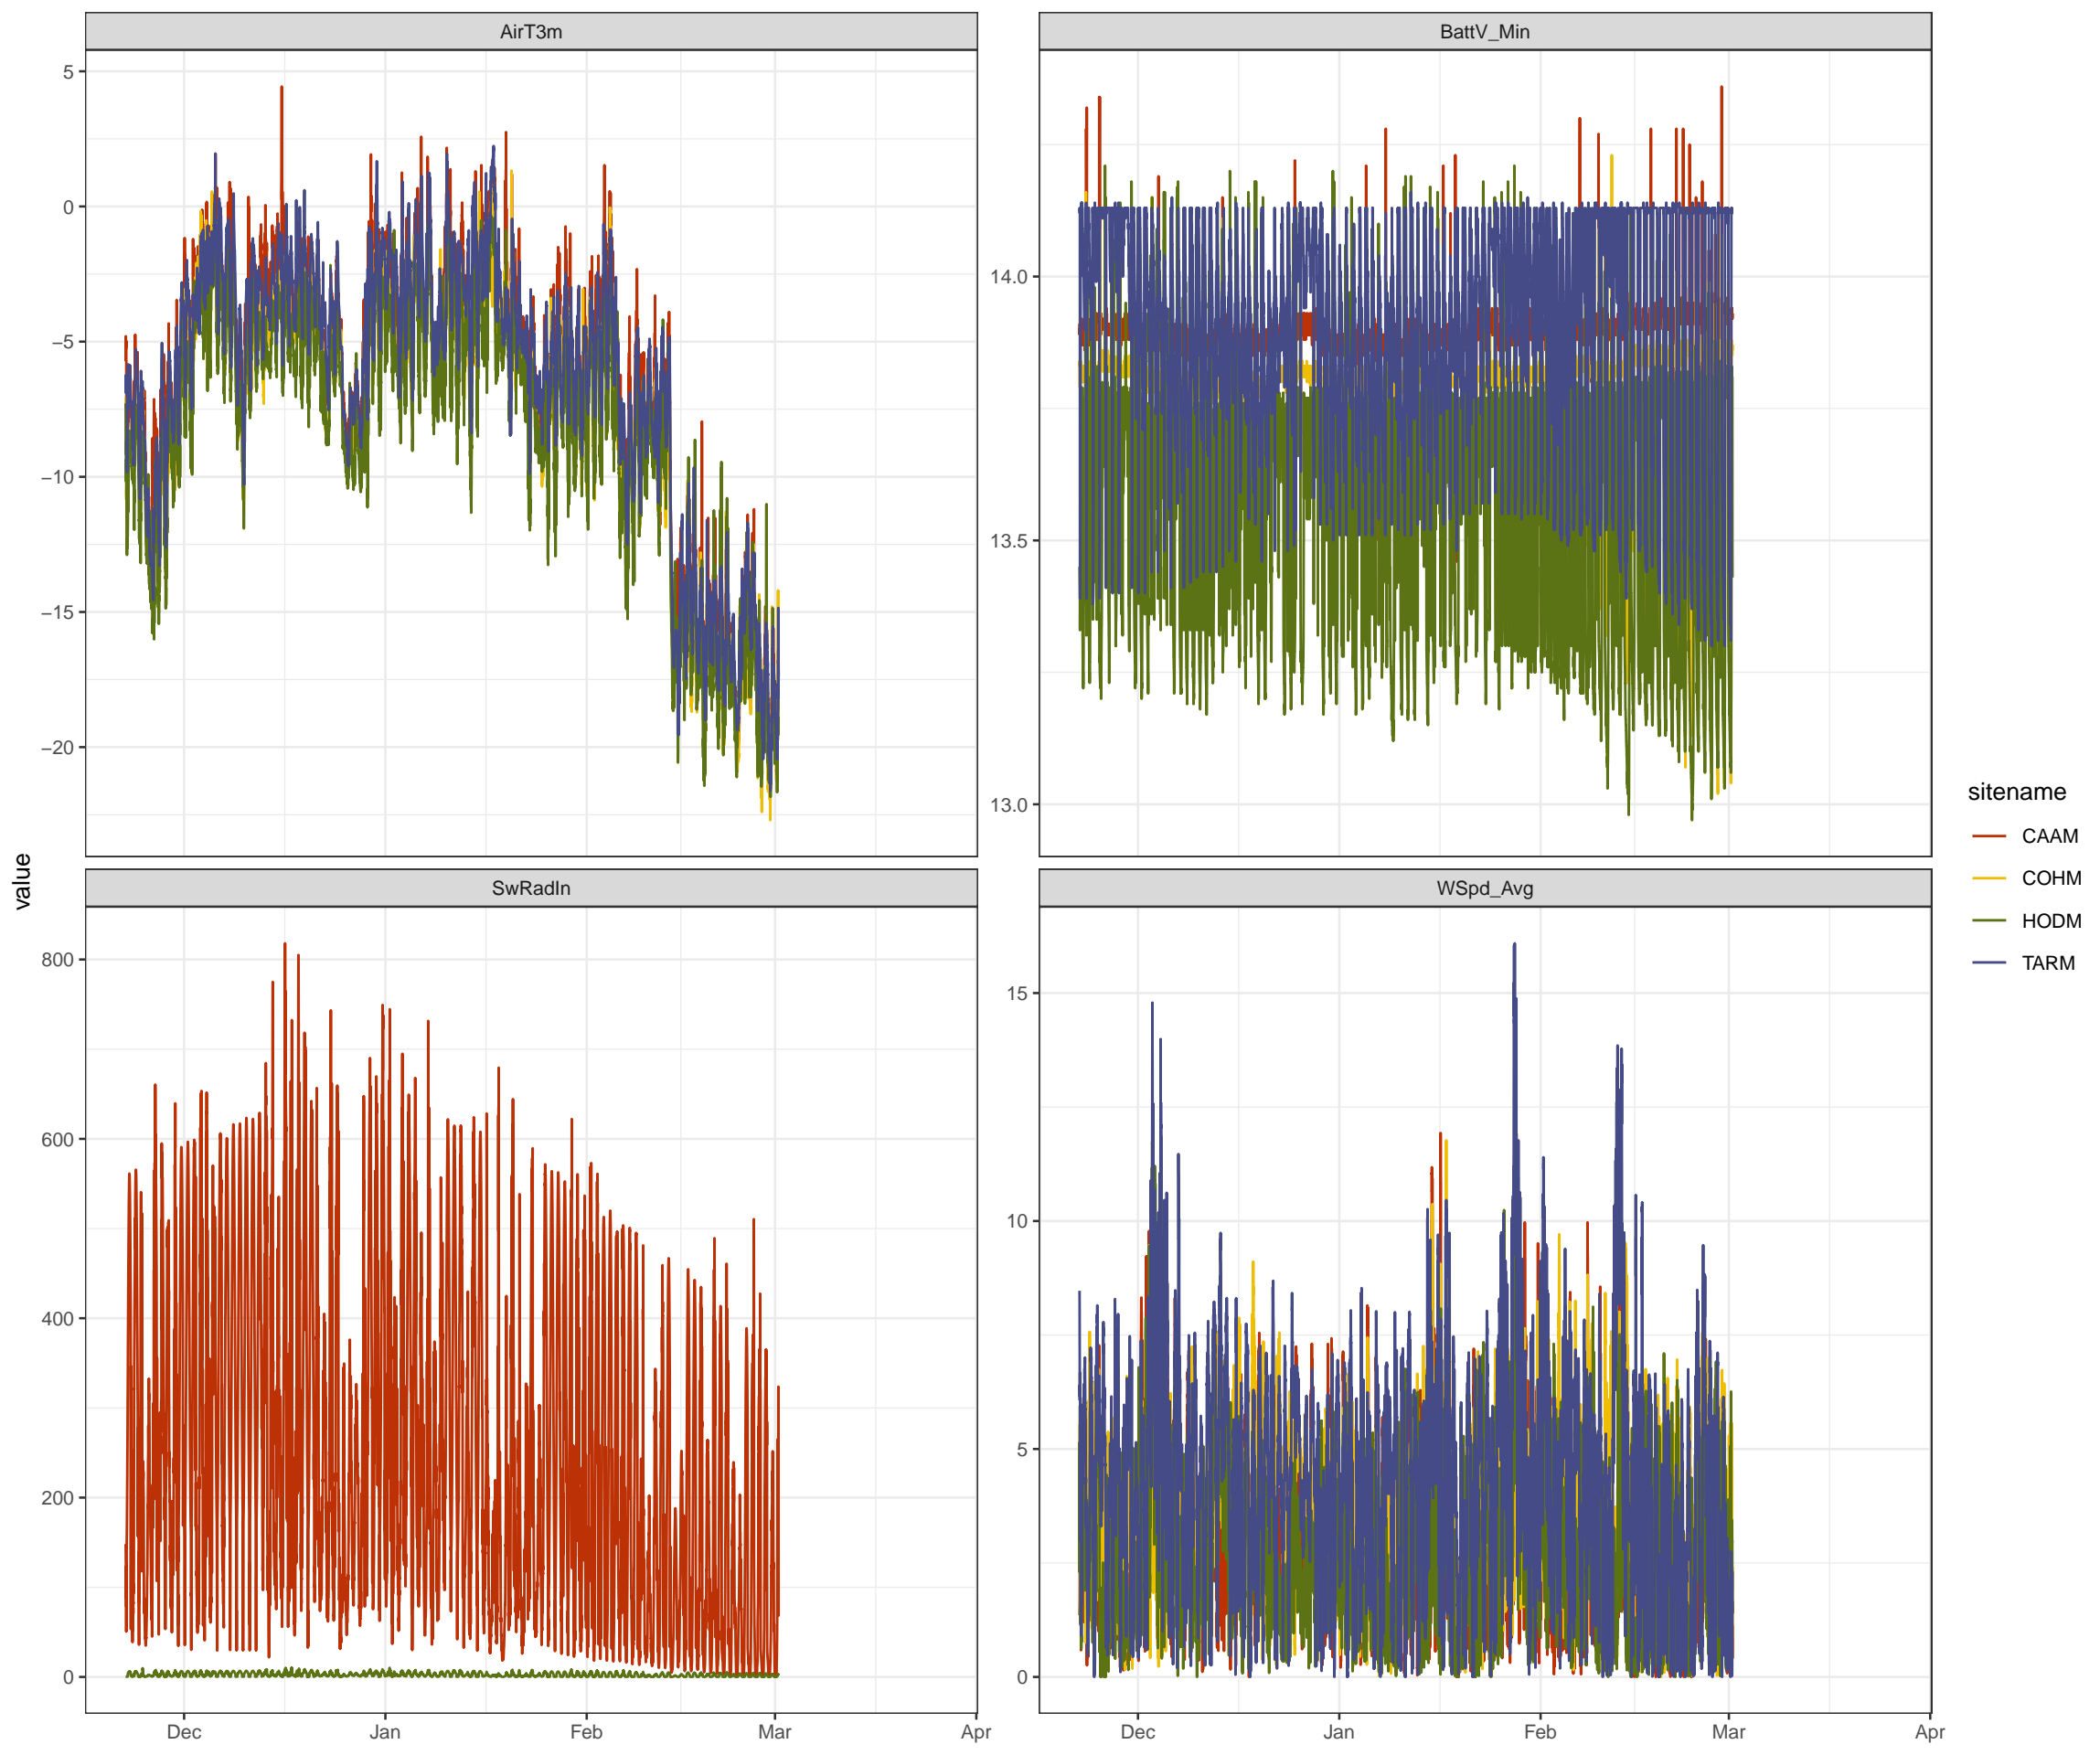 AirT3m
BattV_Min
5
0
−5
−10
−15
−20
14.0
13.5
13.0
value
SwRadIn
WSpd_Avg
800
600
400
200
0
15
10
5
0
Dec Jan Feb Mar Apr
Dec Jan Feb Mar Apr
sitename
CAAM
COHM
HODM
TARM